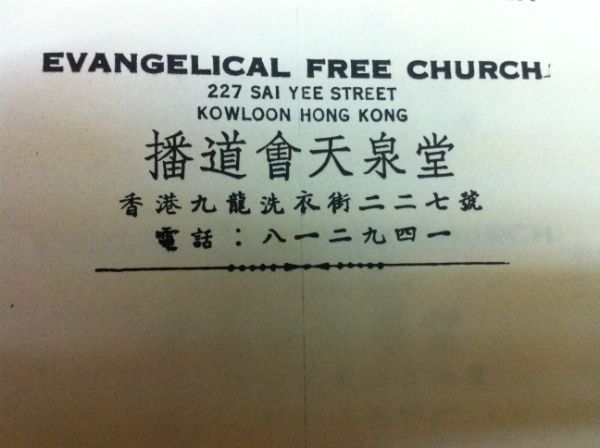 EVANGELICAL FREE CHURCH
227 SAI YEE STREET
KOWLOON HONG KONG
播道會天泉堂
香港九龍洗衣街二二七號
電話：八一二九四一